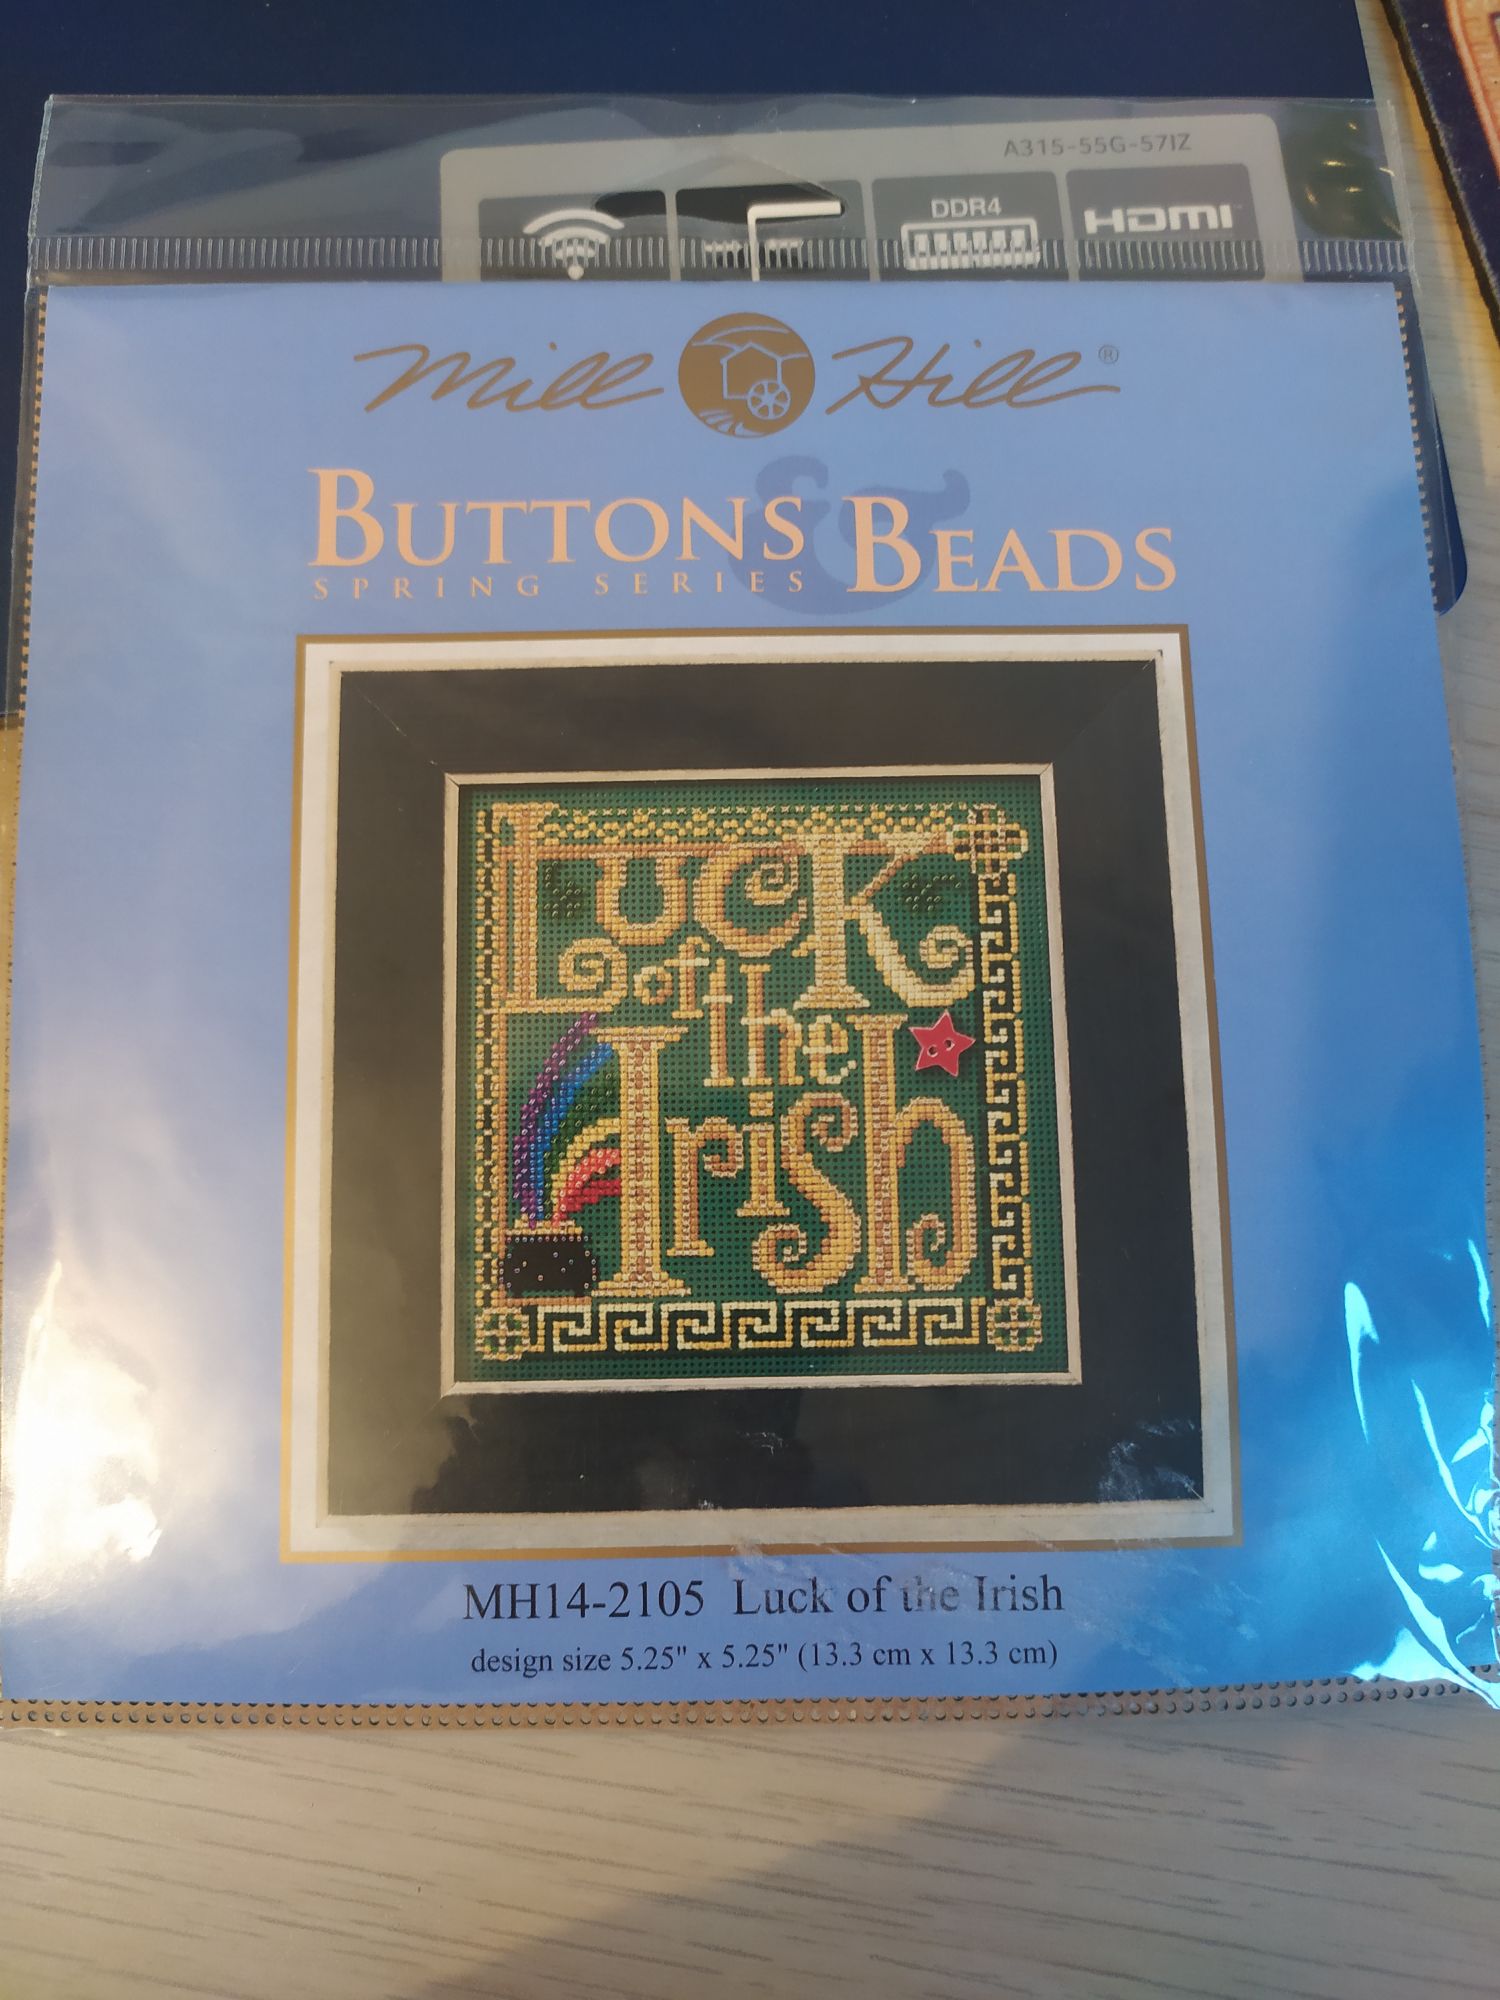 A315-55G-57IZ
DDR4
HDMI™
Mill Hill®
BUTTONS & BEADS
SPRING SERIES
Luck
of the
Irish
MH14-2105 Luck of the Irish
design size 5.25" x 5.25" (13.3 cm x 13.3 cm)